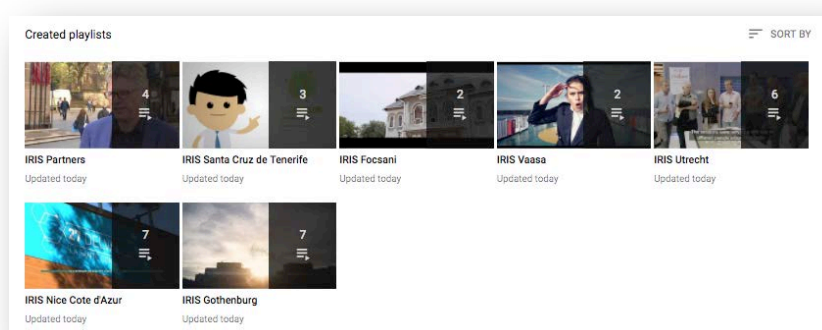 Created playlists
SORT BY
4
3
2
2
6
IRIS Partners
IRIS Santa Cruz de Tenerife
IRIS Focsani
IRIS Vaasa
IRIS Utrecht
Updated today
Updated today
Updated today
Updated today
Updated today
7
7
IRIS Nice Cote d'Azur
IRIS Gothenburg
Updated today
Updated today